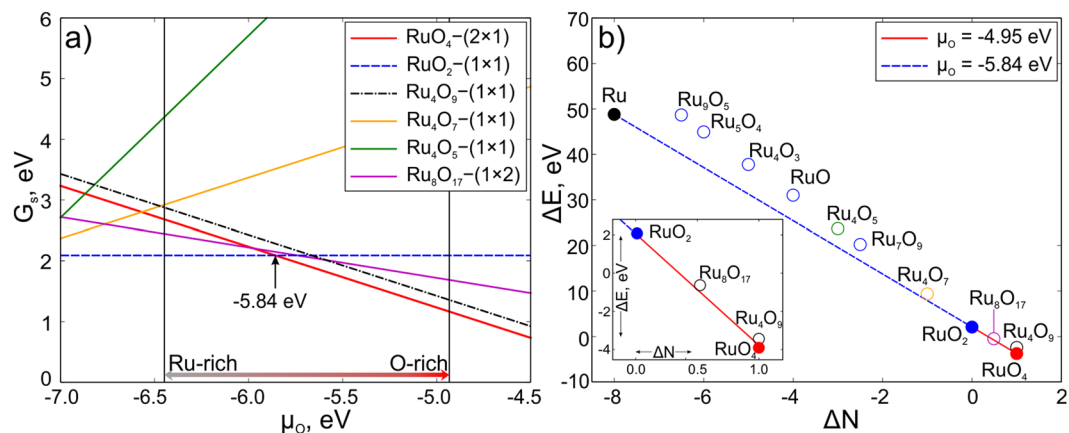 a)
G_s, eV
6
5
4
3
2
1
0
RuO₄−(2×1)
RuO₂−(1×1)
Ru₄O₉−(1×1)
Ru₄O₇−(1×1)
Ru₄O₅−(1×1)
Ru₈O₁₇−(1×2)
-5.84 eV
Ru-rich
O-rich
-7.0 -6.5 -6.0 -5.5 -5.0 -4.5
μ_O, eV
b)
ΔE, eV
70
60
50
40
30
20
10
0
-10
μ_O = -4.95 eV
μ_O = -5.84 eV
Ru
Ru₉O₅
Ru₅O₄
Ru₄O₃
RuO
Ru₄O₅
Ru₇O₉
Ru₄O₇
Ru₈O₁₇
RuO₂
Ru₄O₉
RuO₄
2
0
-2
-4
ΔE, eV
RuO₂
Ru₈O₁₇
Ru₄O₉
RuO₄
ΔN
0.0 0.5 1.0
-8 -6 -4 -2 0 2
ΔN